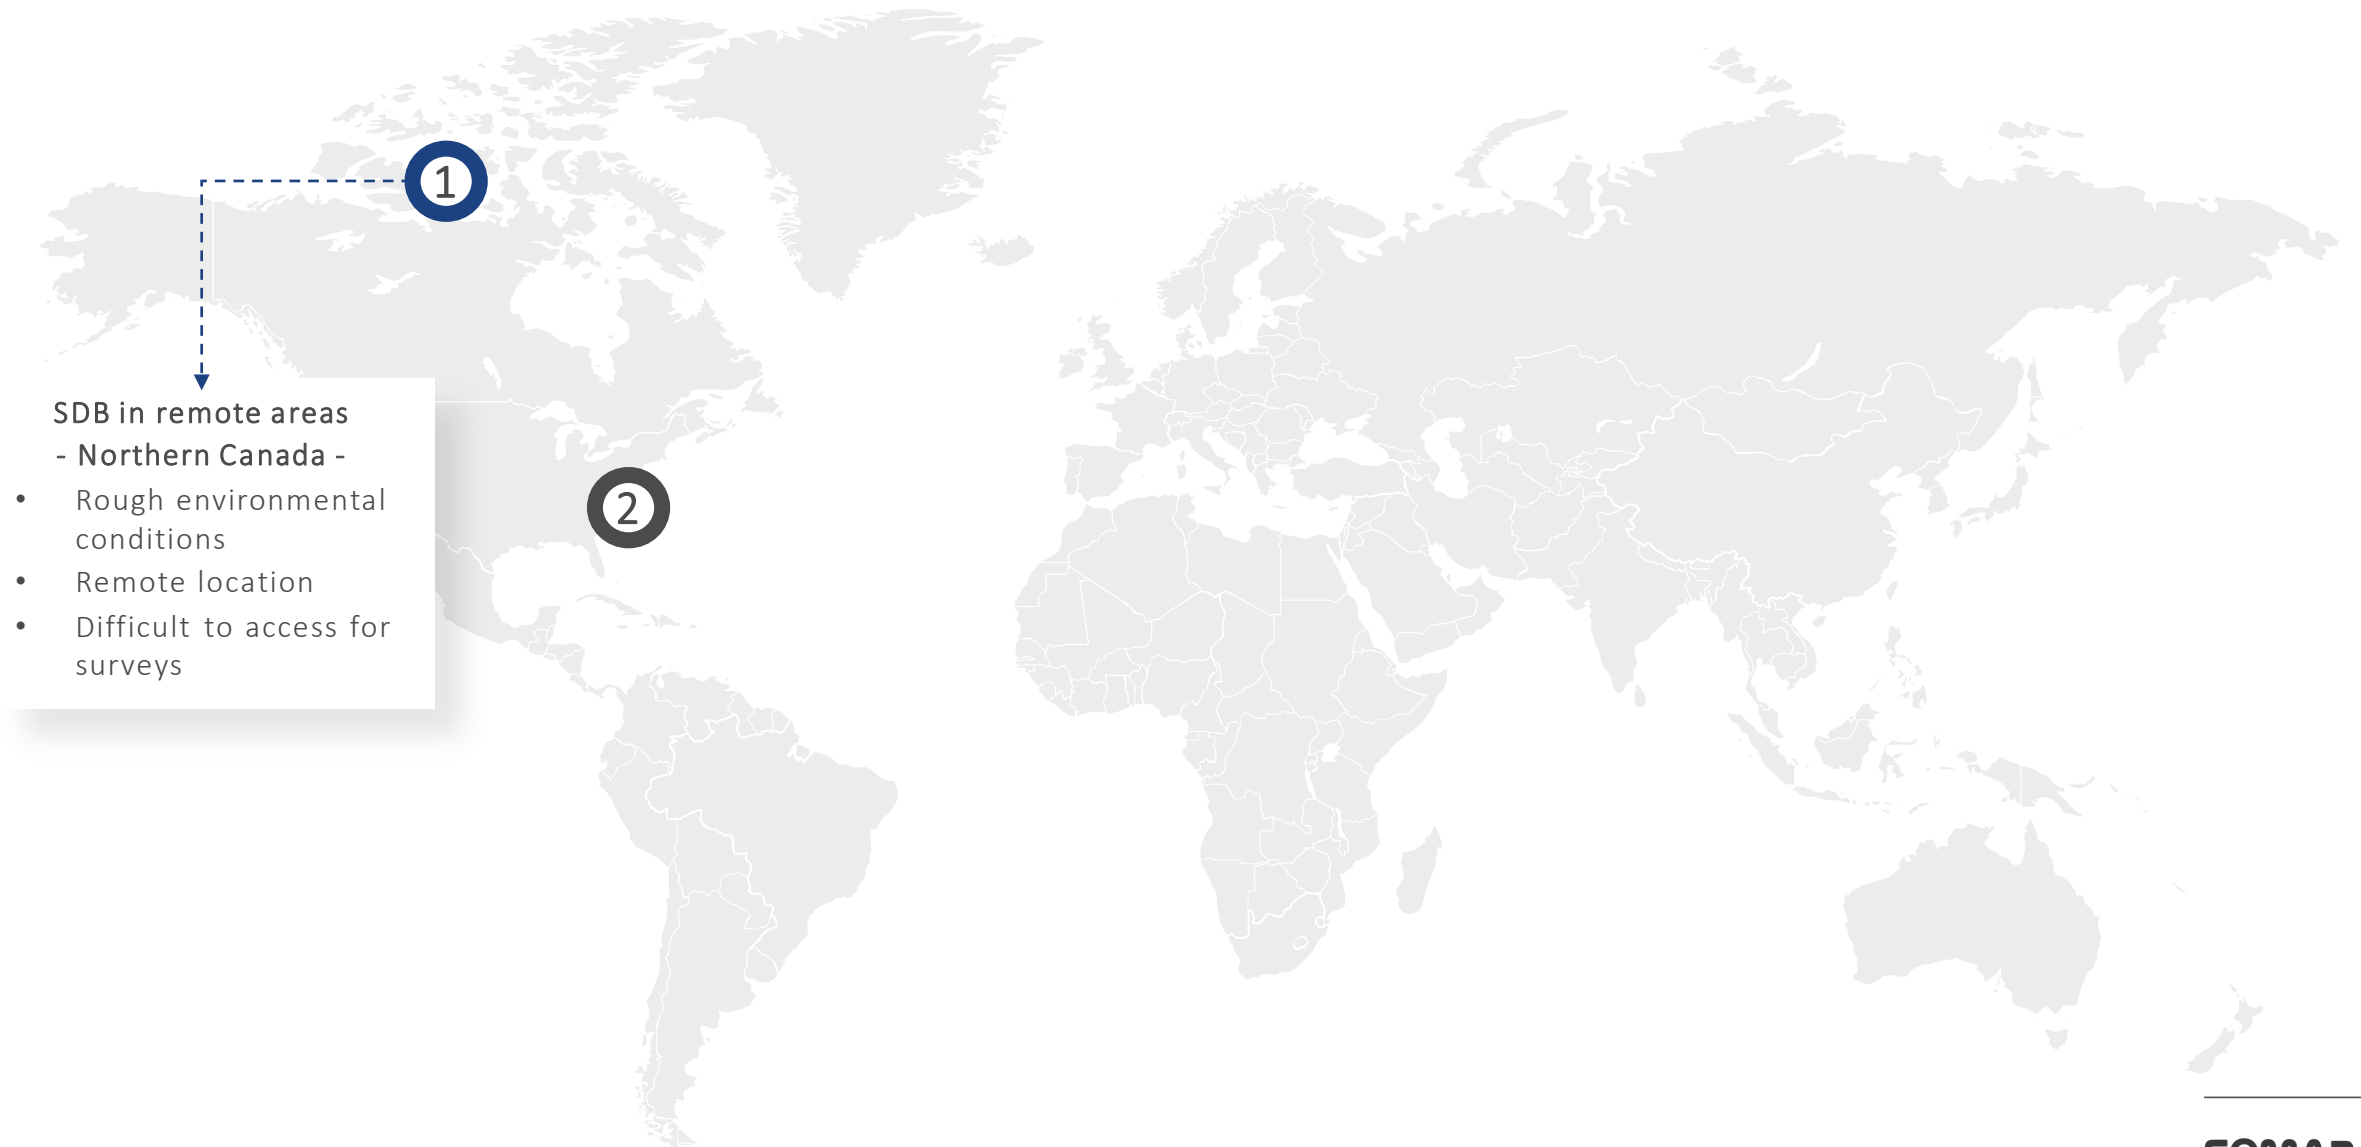 1
SDB in remote areas
- Northern Canada -
2
• Rough environmental
conditions
• Remote location
• Difficult to access for
surveys